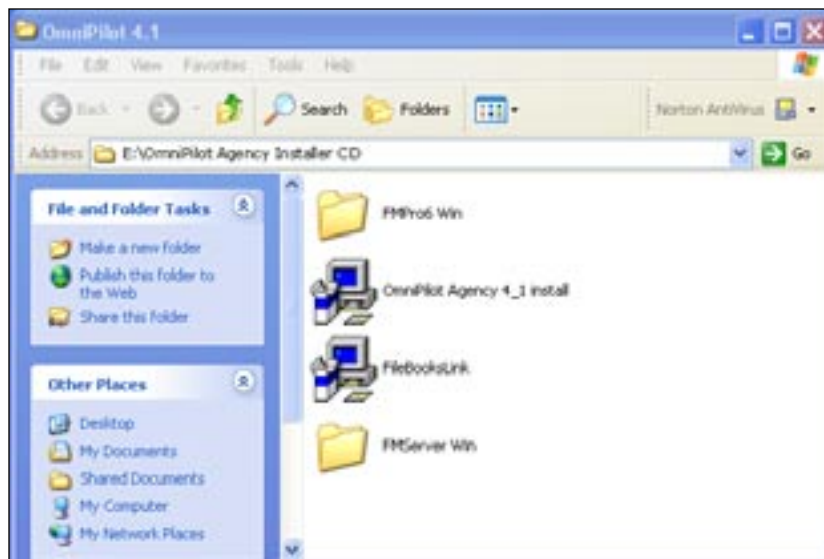 OmniPilot 4.1
File Edit View Favorites Tools Help
Back Search Folders Norton AntiVirus
Address E:\OmniPilot Agency Installer CD Go
File and Folder Tasks
Make a new folder
Publish this folder to
the Web
Share this folder
Other Places
Desktop
My Documents
Shared Documents
My Computer
My Network Places
FMPro6 Win
OmniPilot Agency 4_1 install
FileBooksLink
FMServer Win